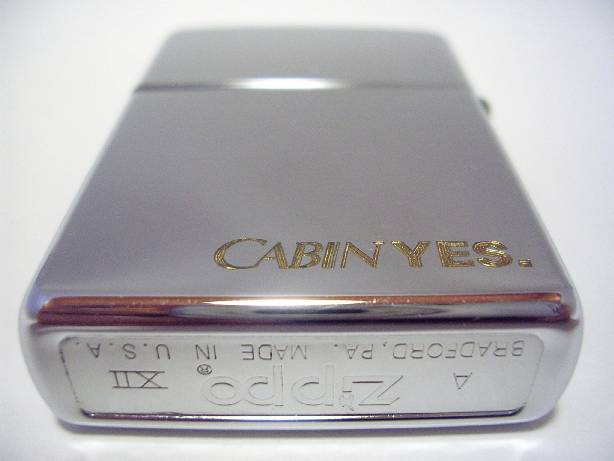 CABIN YES.
A Zippo® XII
BRADFORD, PA. MADE IN U.S.A.